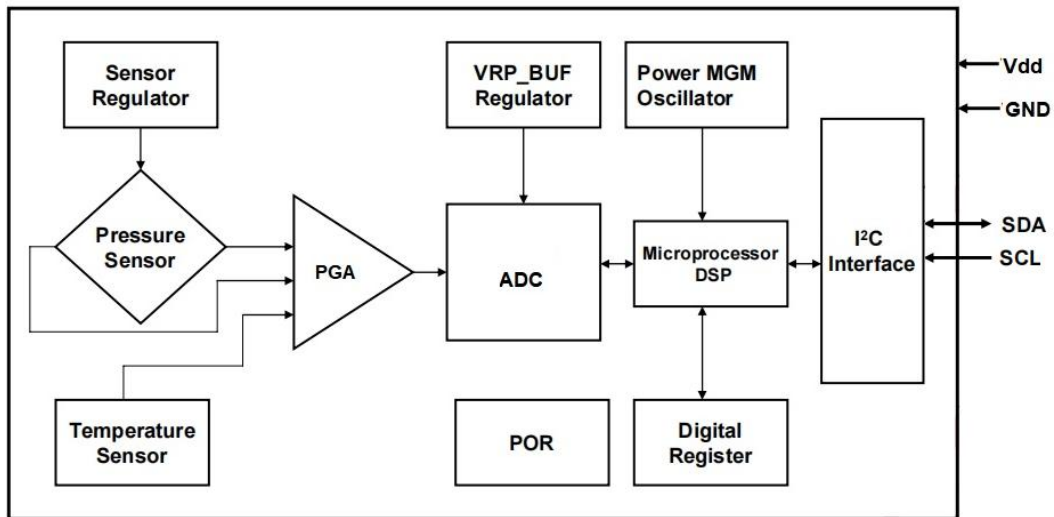 Sensor
Regulator
VRP_BUF
Regulator
Power MGM
Oscillator
Vdd
GND
Pressure
Sensor
PGA
ADC
Microprocessor
DSP
I²C
Interface
SDA
SCL
Temperature
Sensor
POR
Digital
Register